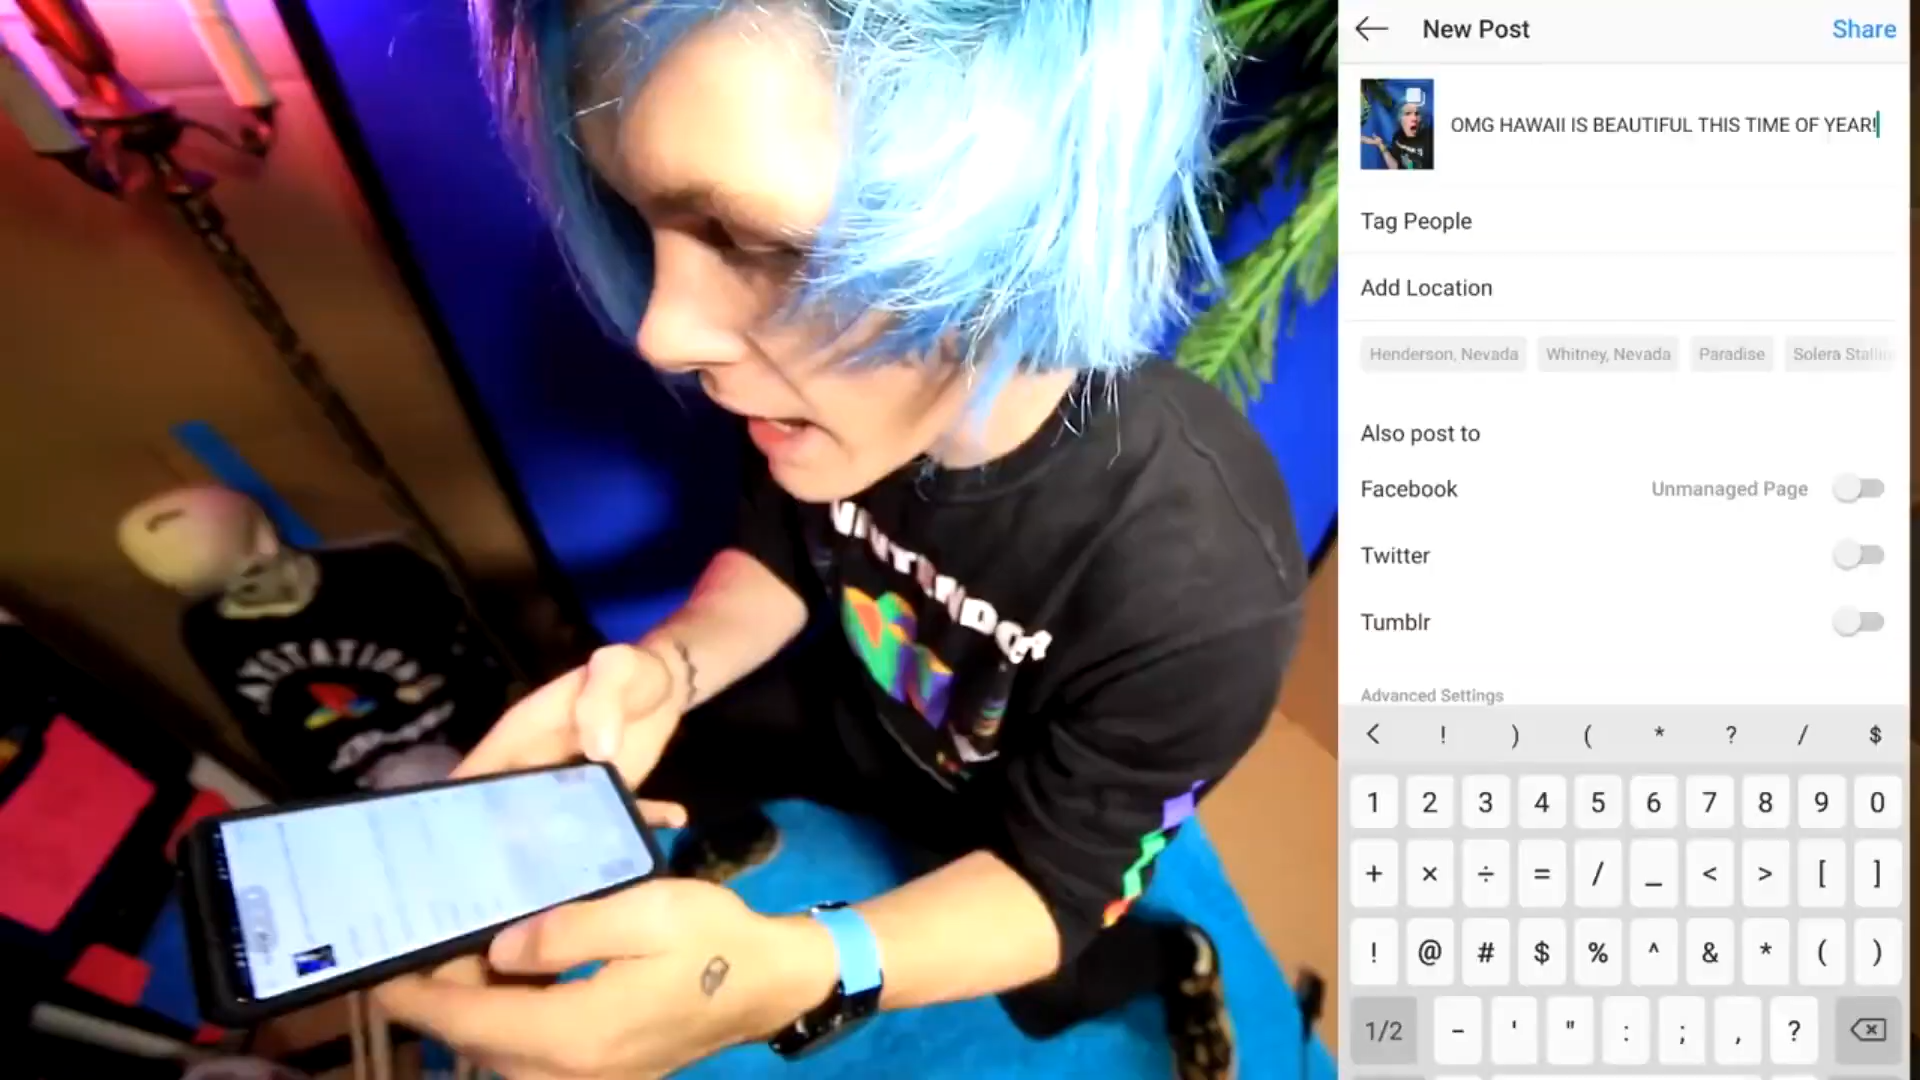 New Post
Share
OMG HAWAII IS BEAUTIFUL THIS TIME OF YEAR!
Tag People
Add Location
Henderson, Nevada
Whitney, Nevada
Paradise
Also post to
Facebook
Unmanaged Page
Twitter
Tumblr
Advanced Settings
! ) ( * ? / $
1 2 3 4 5 6 7 8 9 0
+ × ÷ = / _ < > [ ]
! @ # $ % ^ & * ( )
1/2 - ' " : ; , ?